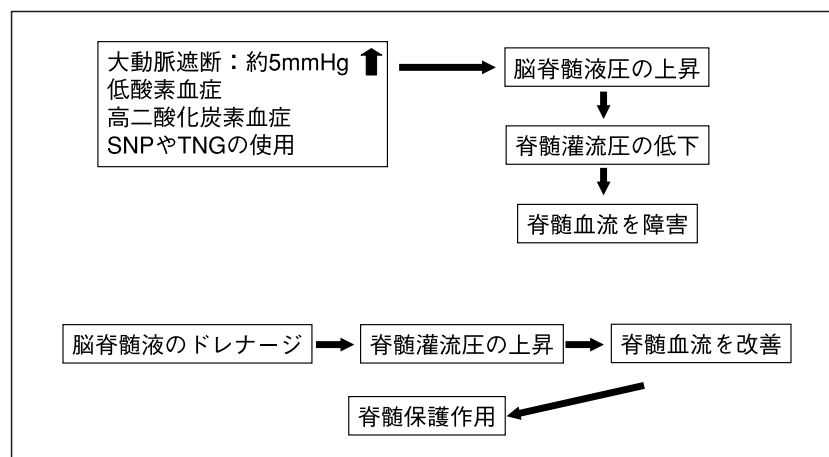 大動脈遮断：約5mmHg
低酸素血症
高二酸化炭素血症
SNPやTNGの使用
脳脊髄液圧の上昇
脊髄灌流圧の低下
脊髄血流を障害
脳脊髄液のドレナージ
脊髄灌流圧の上昇
脊髄血流を改善
脊髄保護作用